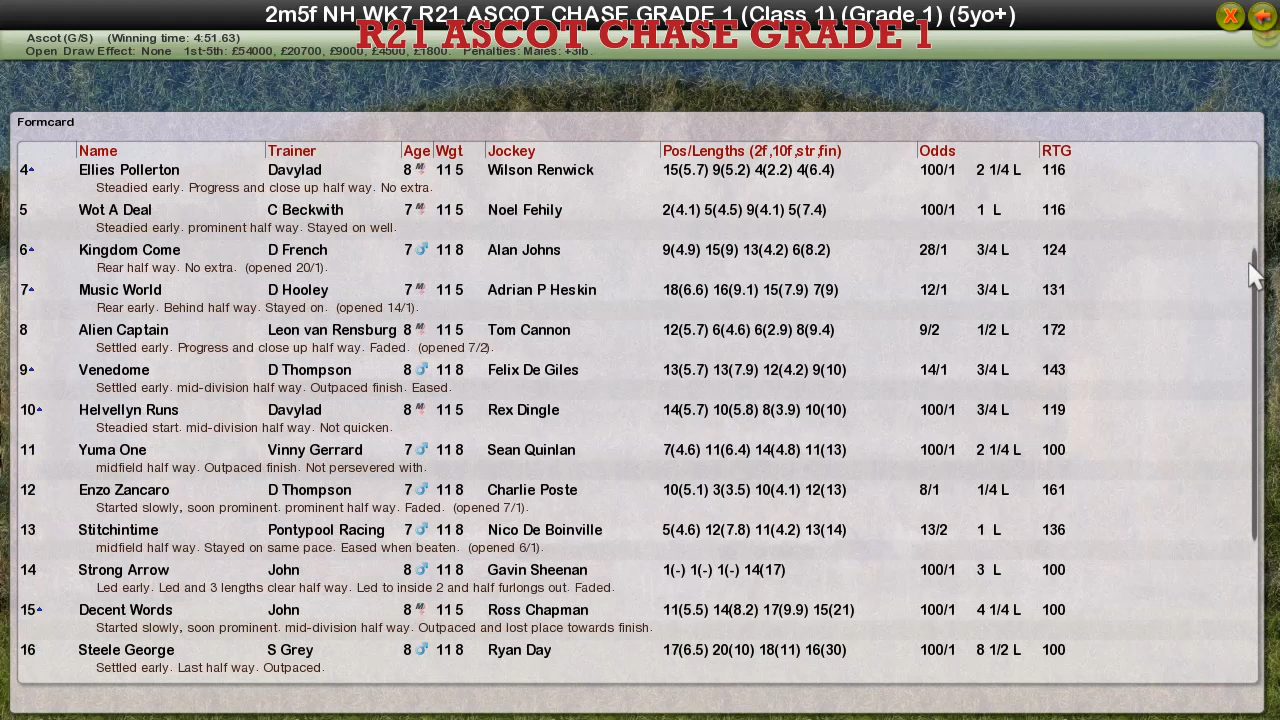 2m5f NH WK7 R21 ASCOT CHASE GRADE 1 (Class 1) (Grade 1) (5yo+)
R21 ASCOT CHASE GRADE 1
Ascot(G/S) (Winning time: 4:51.63)
Open Draw Effect: None 1st-5th: £54000, £20700, £9000, £4500, £1800. Penalties: Males: +3lb.
Formcard
Name Trainer Age Wgt Jockey Pos/Lengths (2f,10f,str,fin) Odds RTG
4 Ellies Pollerton Davylad 8 M 11 5 Wilson Renwick 15(5.7) 9(5.2) 4(2.2) 4(6.4) 100/1 2 1/4 L 116
Steadied early. Progress and close up half way. No extra.
5 Wot A Deal C Beckwith 7 M 11 5 Noel Fehily 2(4.1) 5(4.5) 9(4.1) 5(7.4) 100/1 1 L 116
Steadied early. prominent half way. Stayed on well.
6 Kingdom Come D French 7 11 8 Alan Johns 9(4.9) 15(9) 13(4.2) 6(8.2) 28/1 3/4 L 124
Rear half way. No extra. (opened 20/1).
7 Music World D Hooley 7 M 11 5 Adrian P Heskin 18(6.6) 16(9.1) 15(7.9) 7(9) 12/1 3/4 L 131
Rear early. Behind half way. Stayed on. (opened 14/1).
8 Alien Captain Leon van Rensburg 8 M 11 5 Tom Cannon 12(5.7) 6(4.6) 6(2.9) 8(9.4) 9/2 1/2 L 172
Settled early. Progress and close up half way. Faded. (opened 7/2).
9 Venedome D Thompson 8 11 8 Felix De Giles 13(5.7) 13(7.9) 12(4.2) 9(10) 14/1 3/4 L 143
Settled early. mid-division half way. Outpaced finish. Eased.
10 Helvellyn Runs Davylad 8 M 11 5 Rex Dingle 14(5.7) 10(5.8) 8(3.9) 10(10) 100/1 3/4 L 119
Steadied start. mid-division half way. Not quicken.
11 Yuma One Vinny Gerrard 7 11 8 Sean Quinlan 7(4.6) 11(6.4) 14(4.8) 11(13) 100/1 2 1/4 L 100
midfield half way. Outpaced finish. Not persevered with.
12 Enzo Zancaro D Thompson 7 11 8 Charlie Poste 10(5.1) 3(3.5) 10(4.1) 12(13) 8/1 1/4 L 161
Started slowly, soon prominent. prominent half way. Faded. (opened 7/1).
13 Stitchintime Pontypool Racing 7 11 8 Nico De Boinville 5(4.6) 12(7.8) 11(4.2) 13(14) 13/2 1 L 136
midfield half way. Stayed on same pace. Eased when beaten. (opened 6/1).
14 Strong Arrow John 8 11 8 Gavin Sheenan 1(-) 1(-) 1(-) 14(17) 100/1 3 L 100
Led early. Led and 3 lengths clear half way. Led to inside 2 and half furlongs out. Faded.
15 Decent Words John 8 M 11 5 Ross Chapman 11(5.5) 14(8.2) 17(9.9) 15(21) 100/1 4 1/4 L 100
Started slowly, soon prominent. mid-division half way. Outpaced and lost place towards finish.
16 Steele George S Grey 8 11 8 Ryan Day 17(6.5) 20(10) 18(11) 16(30) 100/1 8 1/2 L 100
Settled early. Last half way. Outpaced.